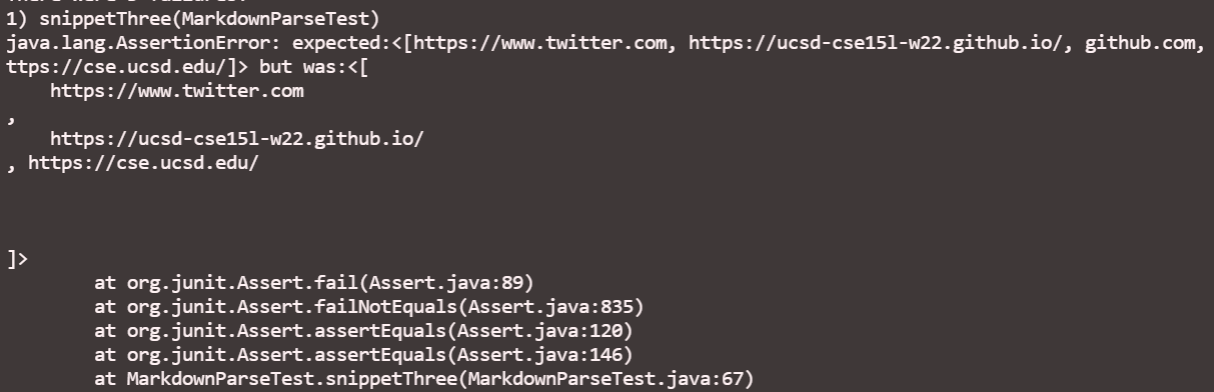 1) snippetThree(MarkdownParseTest)
java.lang.AssertionError: expected:<[https://www.twitter.com, https://ucsd-cse15l-w22.github.io/, github.com,
ttps://cse.ucsd.edu/]> but was:<[
    https://www.twitter.com
,
    https://ucsd-cse15l-w22.github.io/
, https://cse.ucsd.edu/



]>
        at org.junit.Assert.fail(Assert.java:89)
        at org.junit.Assert.failNotEquals(Assert.java:835)
        at org.junit.Assert.assertEquals(Assert.java:120)
        at org.junit.Assert.assertEquals(Assert.java:146)
        at MarkdownParseTest.snippetThree(MarkdownParseTest.java:67)